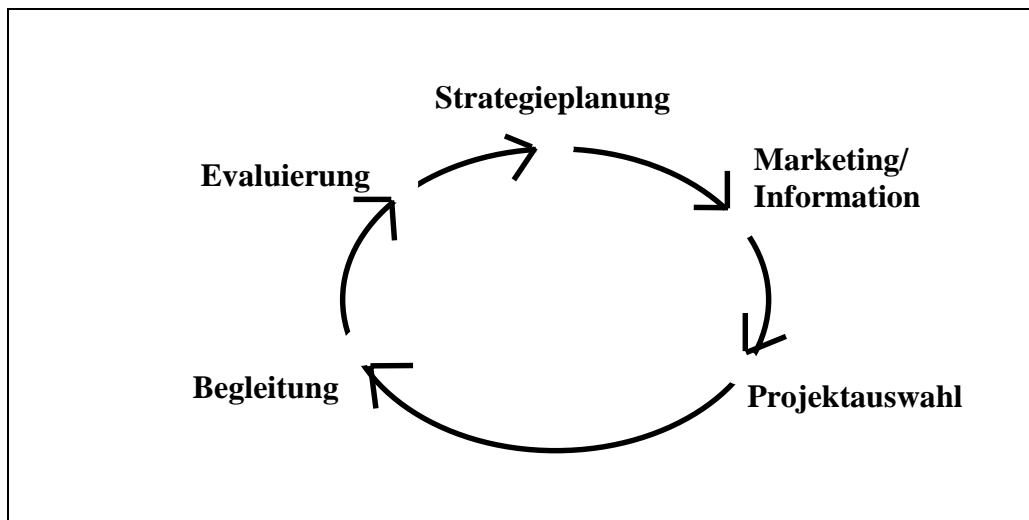 Strategieplanung
Marketing/
Information
Projektauswahl
Begleitung
Evaluierung